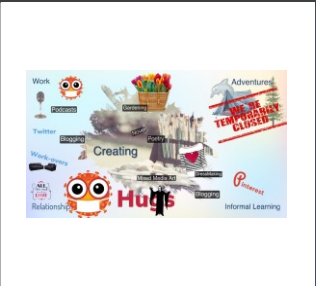 Work
Adventures
Podcasts
Gardening
WE'RE
TEMPORARILY
CLOSED
Twitter
Blogging
Music
Poetry
Creating
Work-overs
Mixed Media Art
Pinterest
Blogging
Relationship
Hugs
Informal Learning